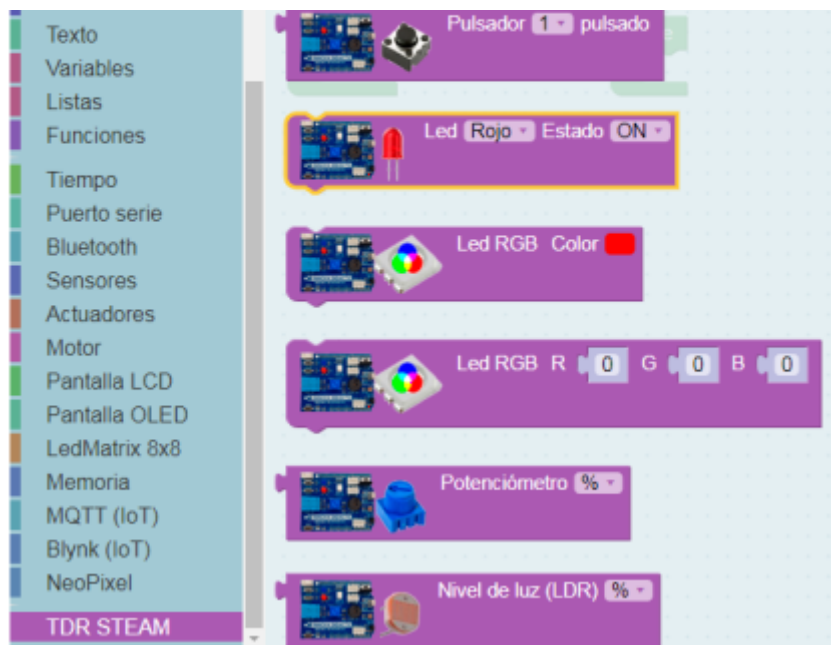 Texto
Variables
Listas
Funciones
Tiempo
Puerto serie
Bluetooth
Sensores
Actuadores
Motor
Pantalla LCD
Pantalla OLED
LedMatrix 8x8
Memoria
MQTT (IoT)
Blynk (IoT)
NeoPixel
TDR STEAM
Pulsador 1 pulsado
Led Rojo Estado ON
Led RGB Color
Led RGB R 0 G 0 B 0
Potenciómetro %
Nivel de luz (LDR) %